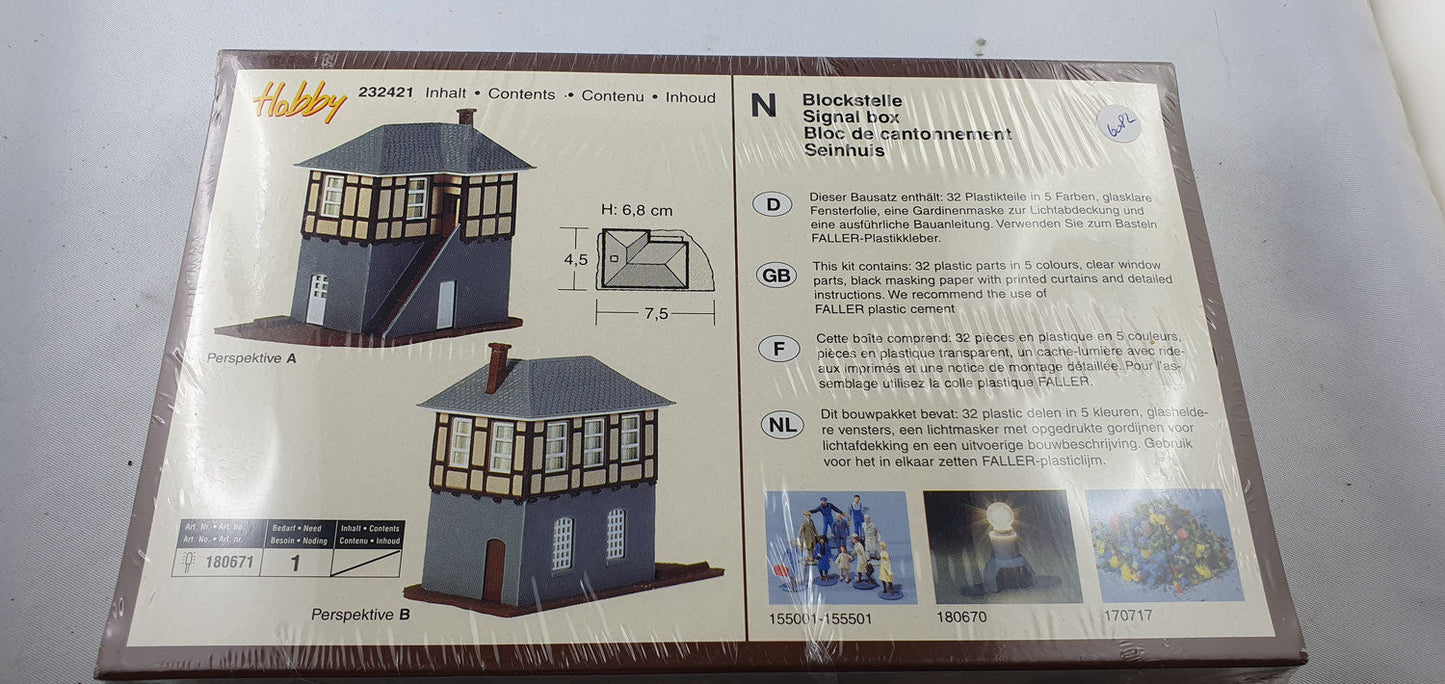 Hobby
232421 Inhalt • Contents • Contenu • Inhoud
H: 6,8 cm
4,5
7,5
Perspektive A
Art. Nr. • Art. no.
Art. No. • Art. nr.
Bedarf • Need
Besoin • Noding
Inhalt • Contents
Contenu • Inhoud
180671
1
Perspektive B
N
Blockstelle
Signal box
Bloc de cantonnement
Seinhuis
D
Dieser Bausatz enthält: 32 Plastikteile in 5 Farben, glasklare
Fensterfolie, eine Gardinenmaske zur Lichtabdeckung und
eine ausführliche Bauanleitung. Verwenden Sie zum Basteln
FALLER-Plastikkleber.
GB
This kit contains: 32 plastic parts in 5 colours, clear window
parts, black masking paper with printed curtains and detailed
instructions. We recommend the use of
FALLER plastic cement
F
Cette boîte comprend: 32 pièces en plastique en 5 couleurs,
pièces en plastique transparent, un cache-lumière avec ride-
aux imprimés et une notice de montage détaillée. Pour l'as-
semblage utilisez la colle plastique FALLER.
NL
Dit bouwpakket bevat: 32 plastic delen in 5 kleuren, glashelde-
re vensters, een lichtmasker met opgedrukte gordijnen voor
lichtafdekking en een uitvoerige bouwbeschrijving. Gebruik
voor het in elkaar zetten FALLER-plasticlijm.
155001-155501
180670
170717